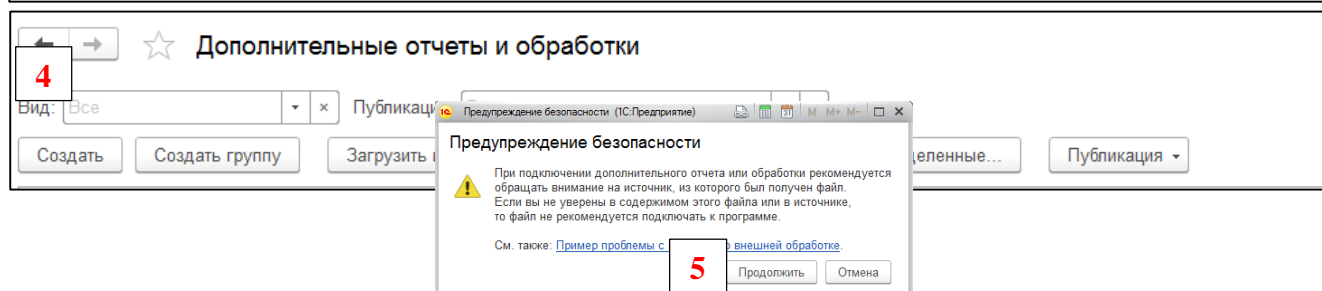 Дополнительные отчеты и обработки
4
Вид: Все
Публикаци
Предупреждение безопасности (1С:Предприятие)
M M+ M-
Создать Создать группу Загрузить
еленные... Публикация
Предупреждение безопасности
При подключении дополнительного отчета или обработки рекомендуется
обращать внимание на источник, из которого был получен файл.
Если вы не уверены в содержимом этого файла или в источнике,
то файл не рекомендуется подключать к программе.
См. также: Пример проблемы с внешней обработке.
5
Продолжить Отмена